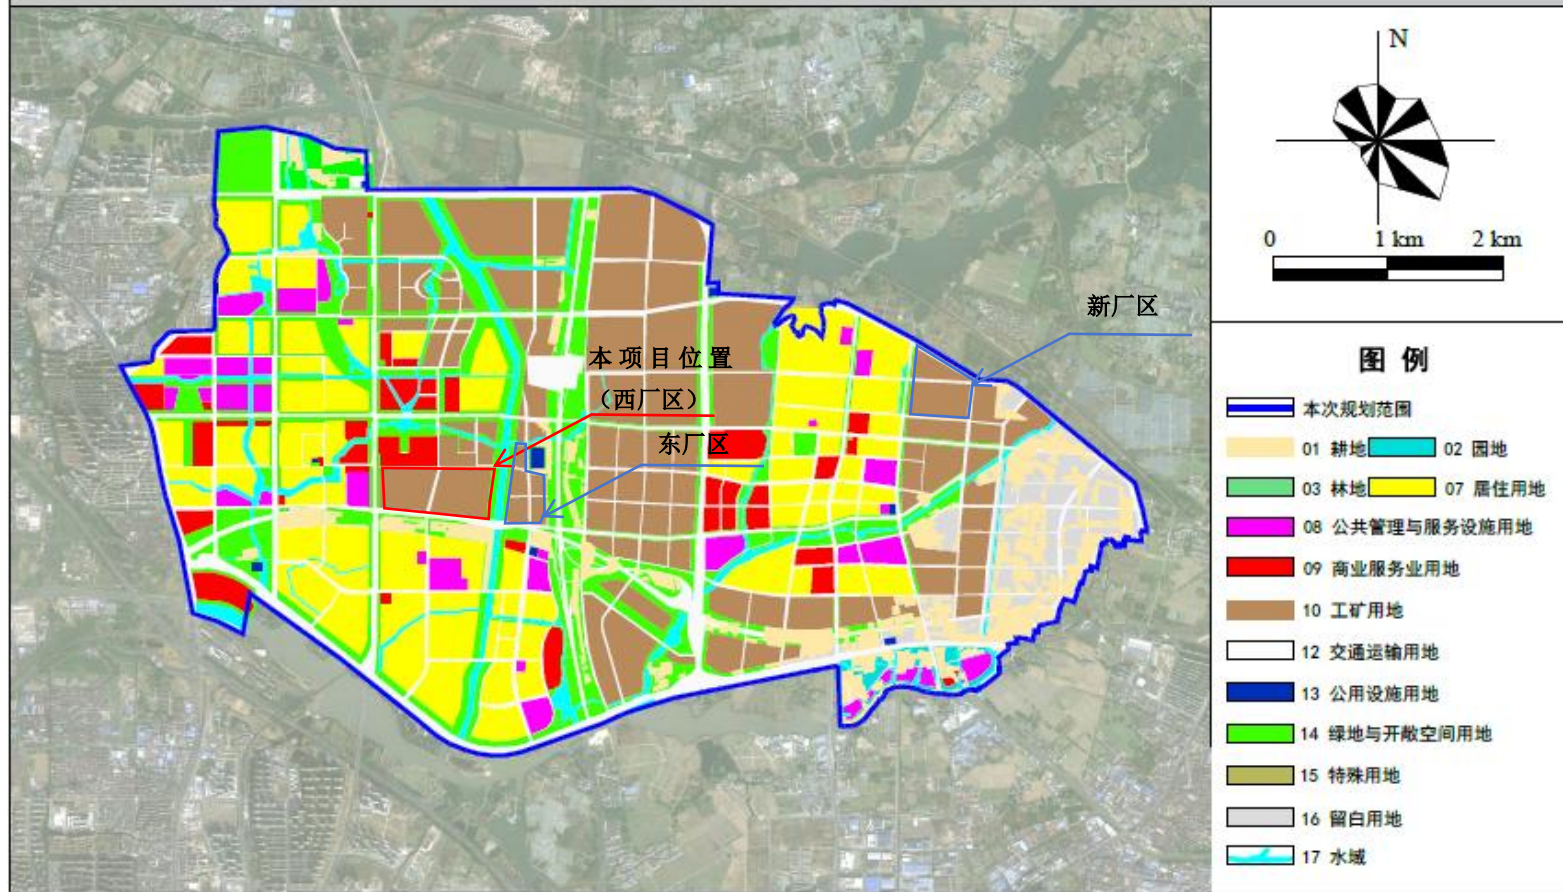 N
0 1 km 2 km
新厂区
本项目位置
（西厂区）
东厂区
图 例
本次规划范围
01 耕地 02 园地
03 林地 07 居住用地
08 公共管理与服务设施用地
09 商业服务业用地
10 工矿用地
12 交通运输用地
13 公用设施用地
14 绿地与开敞空间用地
15 特殊用地
16 留白用地
17 水域